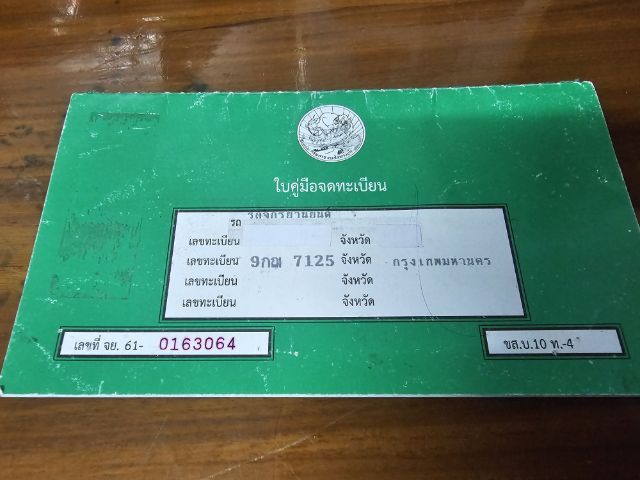 ใบคู่มือจดทะเบียน
รถ รถจักรยานยนต์
เลขทะเบียน จังหวัด
เลขทะเบียน 9กฌ 7125 จังหวัด กรุงเทพมหานคร
เลขทะเบียน จังหวัด
เลขทะเบียน จังหวัด
เลขที่ จย. 61- 0163064
ขส.บ.10 ท.-4